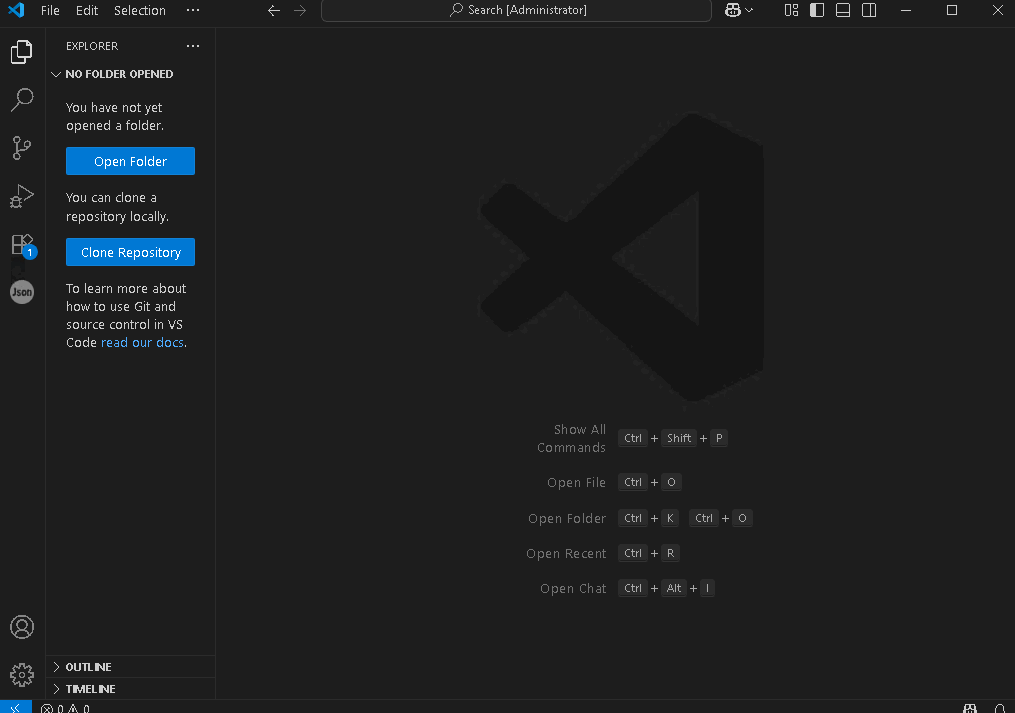 File Edit Selection ···
Search [Administrator]
EXPLORER ···
NO FOLDER OPENED
You have not yet
opened a folder.
Open Folder
You can clone a
repository locally.
1
Clone Repository
Json
To learn more about
how to use Git and
source control in VS
Code read our docs.
Show All
Commands
Ctrl + Shift + P
Open File Ctrl + O
Open Folder Ctrl + K Ctrl + O
Open Recent Ctrl + R
Open Chat Ctrl + Alt + I
OUTLINE
TIMELINE
0 0